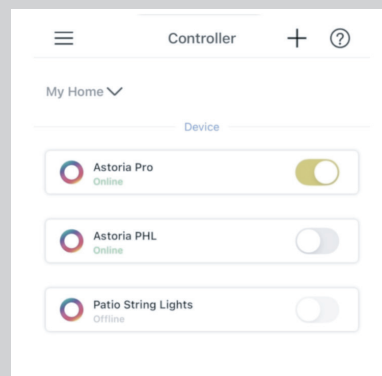 Controller
My Home
Device
Astoria Pro
Online
Astoria PHL
Online
Patio String Lights
Offline